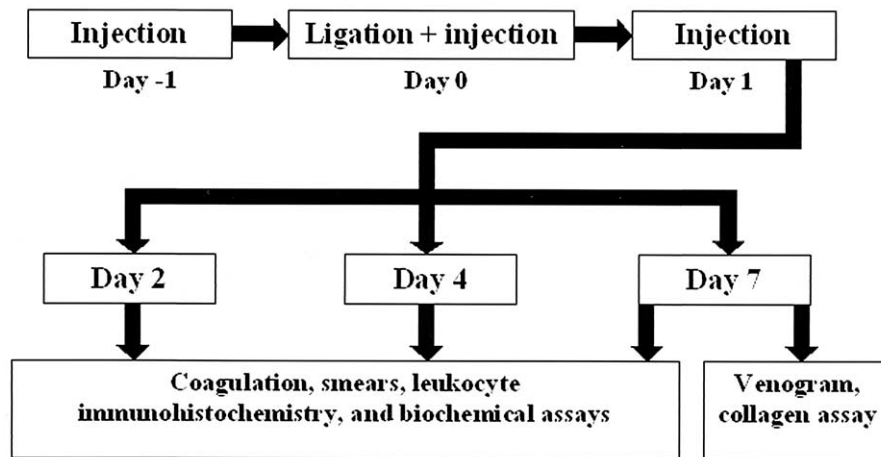 Injection
Ligation + injection
Injection
Day -1
Day 0
Day 1
Day 2
Day 4
Day 7
Coagulation, smears, leukocyte
immunohistochemistry, and biochemical assays
Venogram,
collagen assay